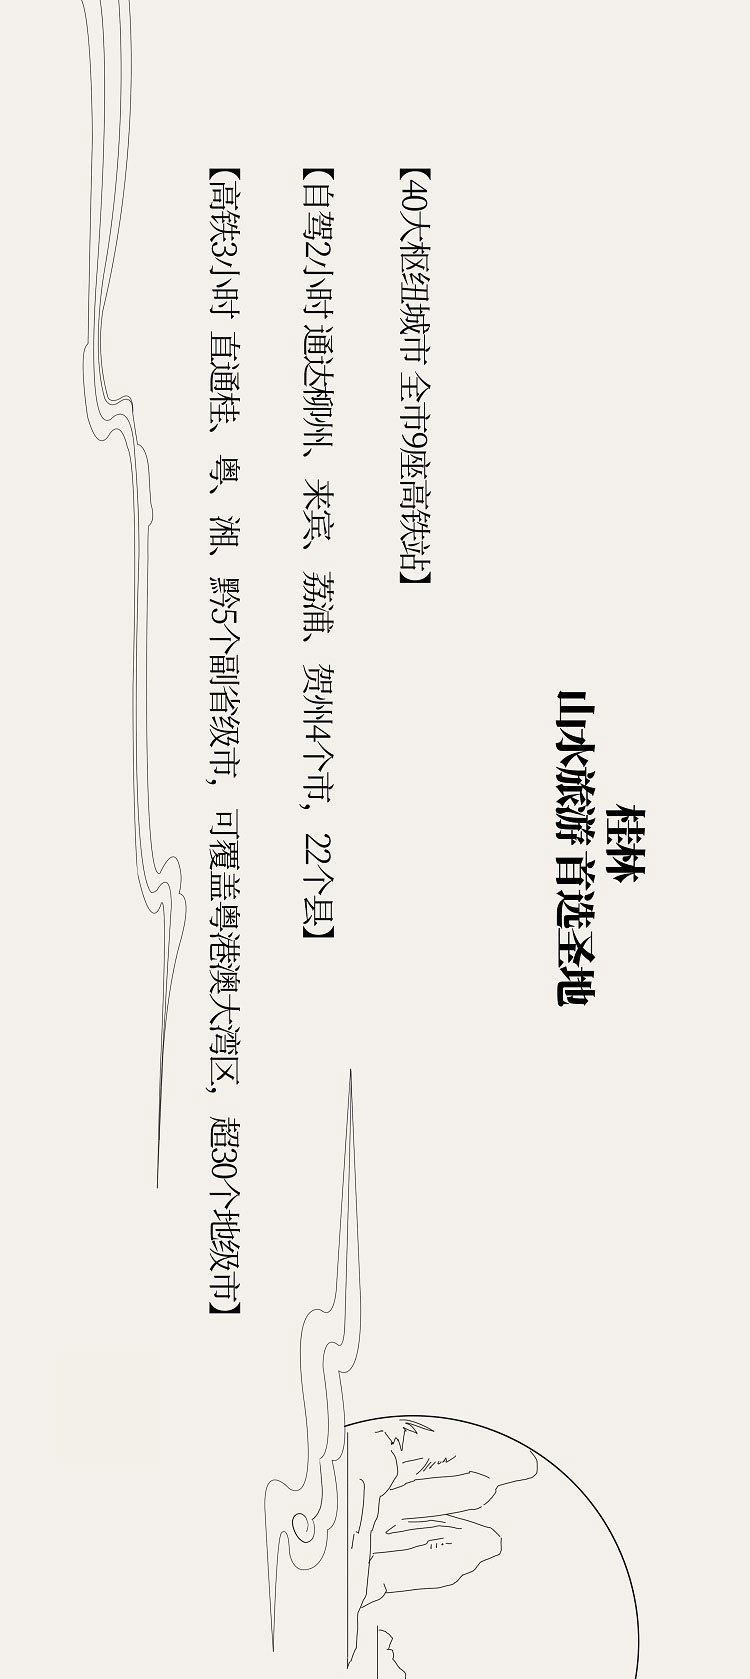 桂林
山水旅游 首选圣地
【40大枢纽城市 全市9座高铁站】
【自驾2小时 通达柳州、来宾、荔浦、贺州4个市，22个县】
【高铁3小时 直通桂、粤、湘、黔5个副省级市，可覆盖粤港澳大湾区，超30个地级市】